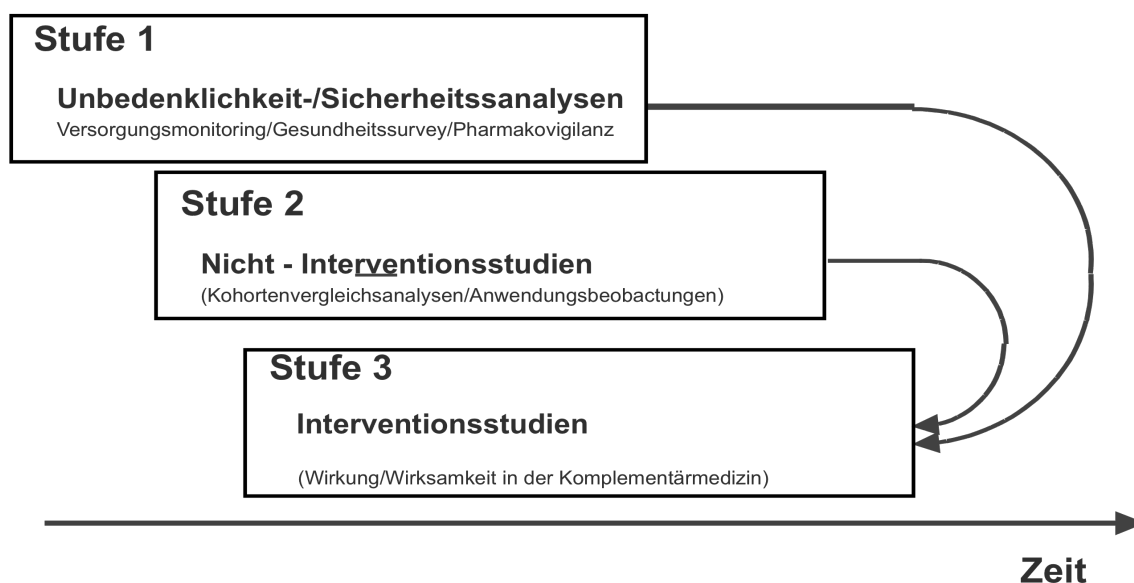 Stufe 1
Unbedenklichkeit-/Sicherheitssanalysen
Versorgungsmonitoring/Gesundheitssurvey/Pharmakovigilanz
Stufe 2
Nicht - Interventionsstudien
(Kohortenvergleichsanalysen/Anwendungsbeobactungen)
Stufe 3
Interventionsstudien
(Wirkung/Wirksamkeit in der Komplementärmedizin)
Zeit